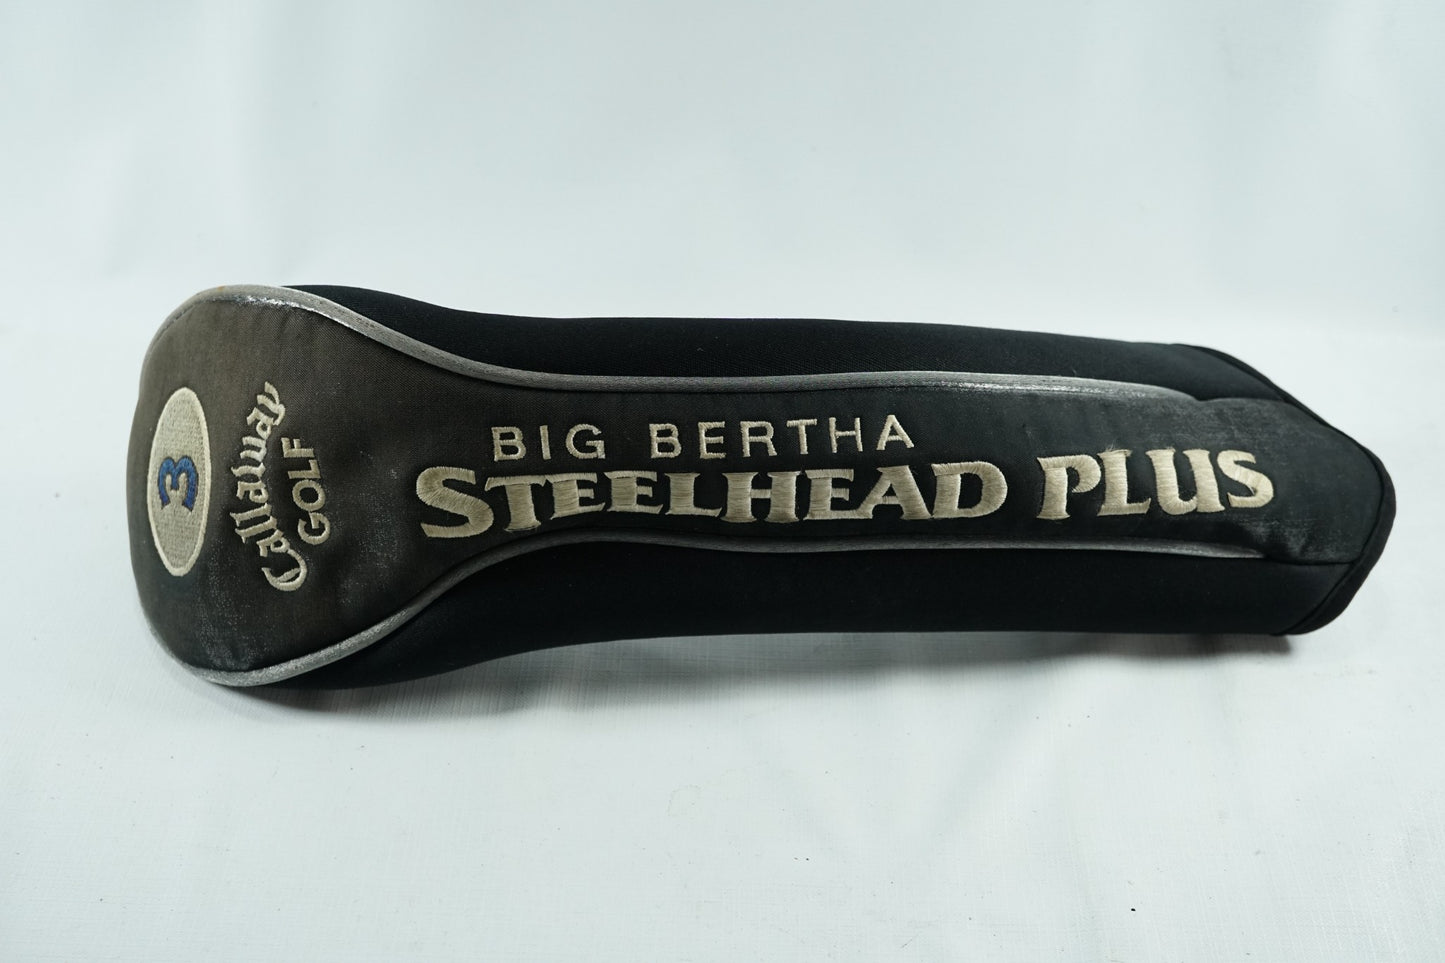 3
Callaway
GOLF
BIG BERTHA
STEELHEAD PLUS